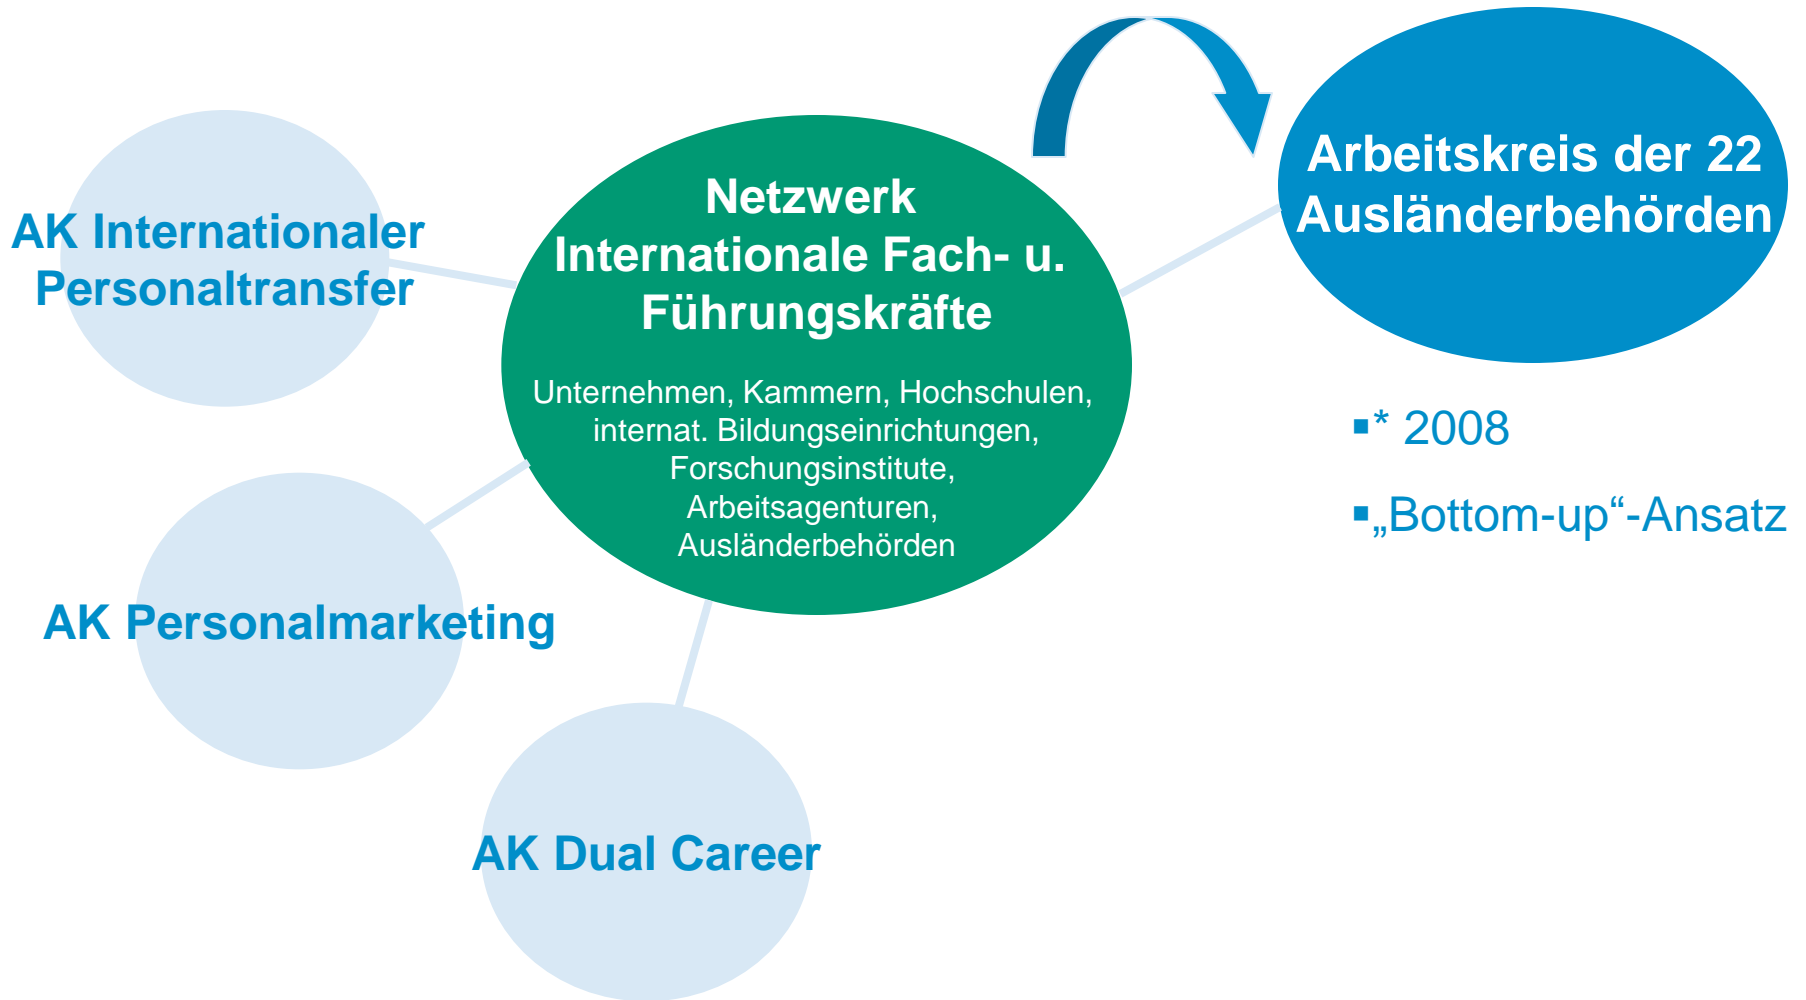 AK Internationaler
Personaltransfer
AK Personalmarketing
AK Dual Career
Netzwerk
Internationale Fach- u.
Führungskräfte
Unternehmen, Kammern, Hochschulen,
internat. Bildungseinrichtungen,
Forschungsinstitute,
Arbeitsagenturen,
Ausländerbehörden
Arbeitskreis der 22
Ausländerbehörden
▪* 2008
▪„Bottom-up“-Ansatz